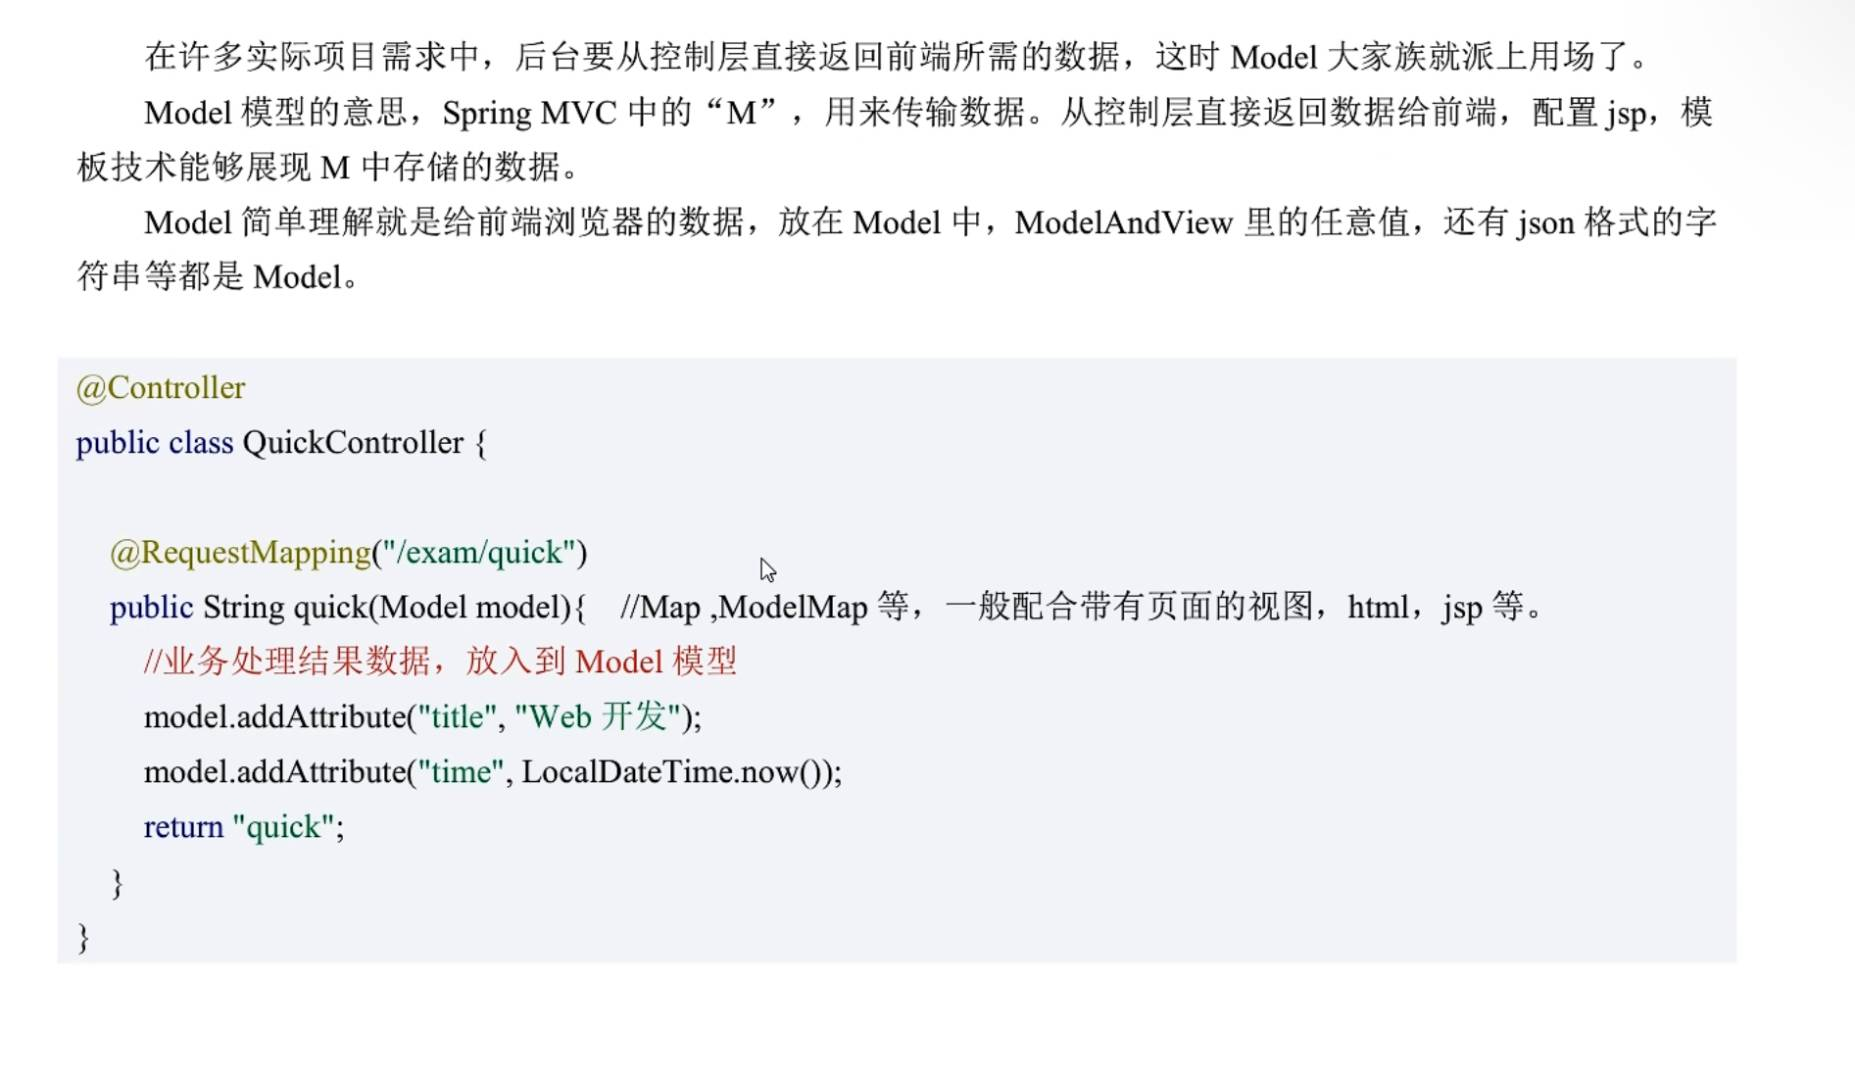 在许多实际项目需求中，后台要从控制层直接返回前端所需的数据，这时 Model 大家族就派上用场了。
Model 模型的意思，Spring MVC 中的“M”，用来传输数据。从控制层直接返回数据给前端，配置 jsp，模
板技术能够展现 M 中存储的数据。
Model 简单理解就是给前端浏览器的数据，放在 Model 中，ModelAndView 里的任意值，还有 json 格式的字
符串等都是 Model。
@Controller
public class QuickController {
@RequestMapping("/exam/quick")
public String quick(Model model){ //Map ,ModelMap 等，一般配合带有页面的视图，html，jsp 等。
//业务处理结果数据，放入到 Model 模型
model.addAttribute("title", "Web 开发");
model.addAttribute("time", LocalDateTime.now());
return "quick";
}
}